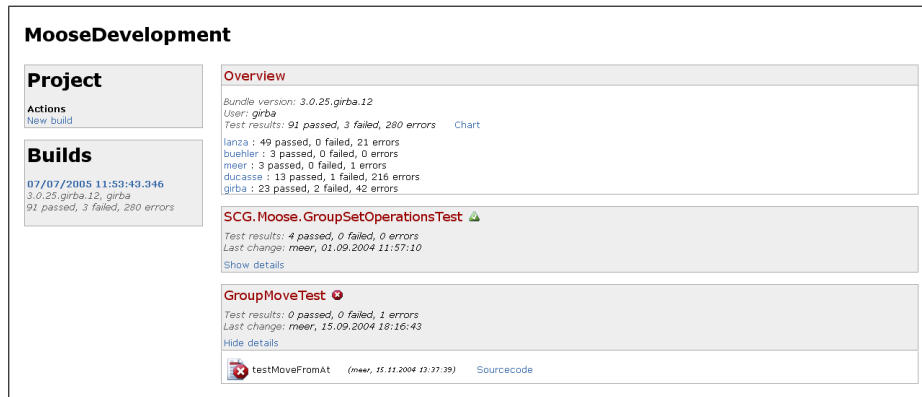 MooseDevelopment
Project
Actions
New build
Builds
07/07/2005 11:53:43.346
3.0.25.girba.12, girba
91 passed, 3 failed, 280 errors
Overview
Bundle version: 3.0.25.girba.12
User: girba
Test results: 91 passed, 3 failed, 280 errors Chart
lanza : 49 passed, 0 failed, 21 errors
buehler : 3 passed, 0 failed, 0 errors
meer : 3 passed, 0 failed, 1 errors
ducasse : 13 passed, 1 failed, 216 errors
girba : 23 passed, 2 failed, 42 errors
SCG.Moose.GroupSetOperationsTest
Test results: 4 passed, 0 failed, 0 errors
Last change: meer, 01.09.2004 11:57:10
Show details
GroupMoveTest
Test results: 0 passed, 0 failed, 1 errors
Last change: meer, 15.09.2004 18:16:43
Hide details
testMoveFromAt (meer, 15.11.2004 13:37:39) Sourcecode